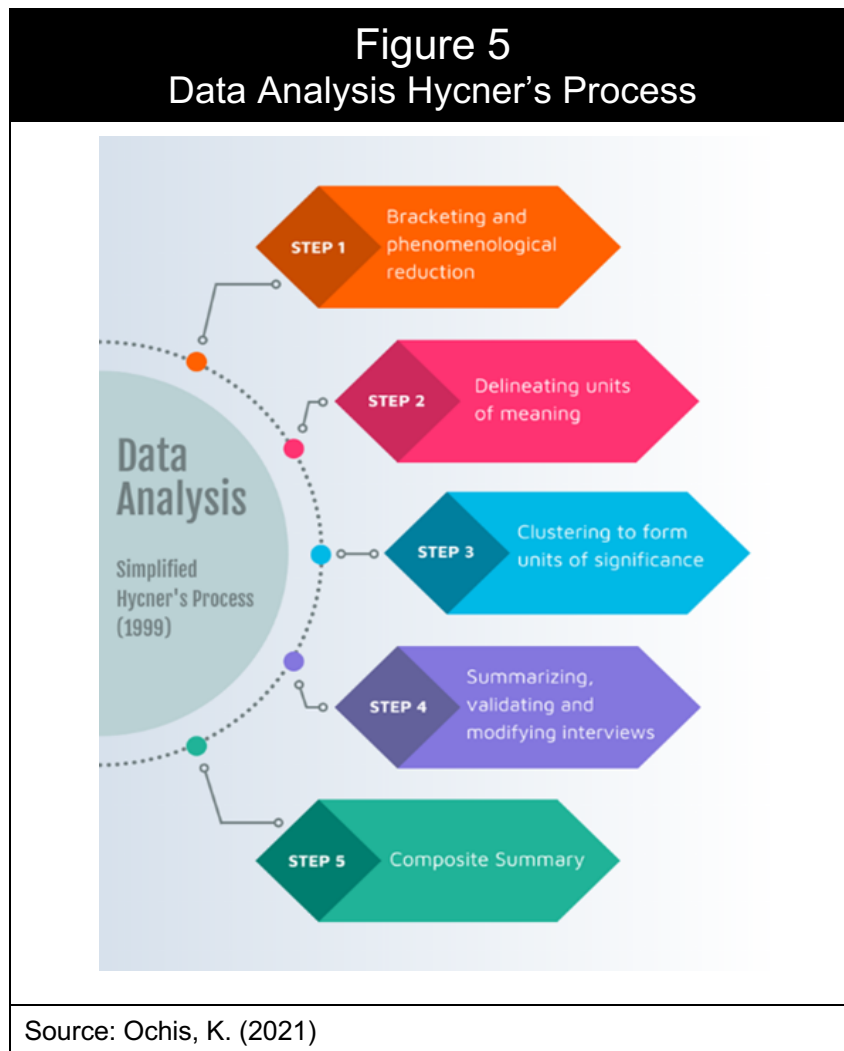 Figure 5
Data Analysis Hycner’s Process
STEP 1
Bracketing and
phenomenological
reduction
STEP 2
Delineating units
of meaning
Data
Analysis
Simplified
Hycner's Process
(1999)
STEP 3
Clustering to form
units of significance
STEP 4
Summarizing,
validating and
modifying interviews
STEP 5
Composite Summary
Source: Ochis, K. (2021)